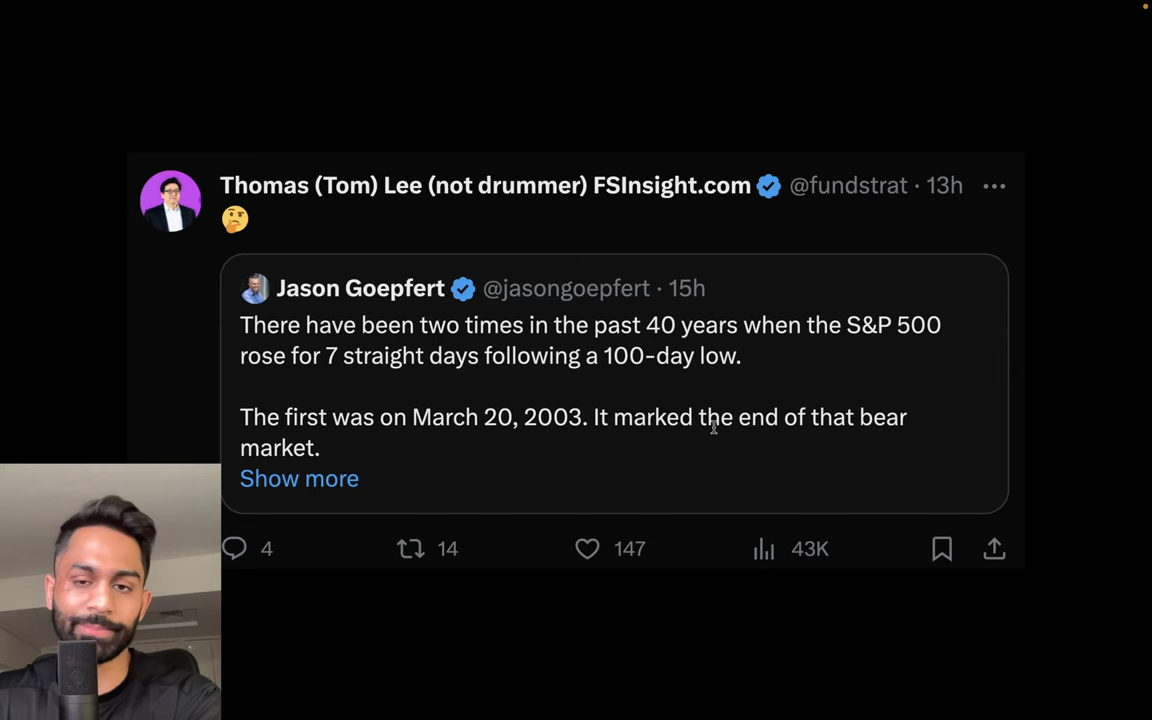 Thomas (Tom) Lee (not drummer) FSInsight.com @fundstrat · 13h
🤔
Jason Goepfert @jasongoepfert · 15h
There have been two times in the past 40 years when the S&P 500
rose for 7 straight days following a 100-day low.
The first was on March 20, 2003. It marked the end of that bear
market.
Show more
4 14 147 43K